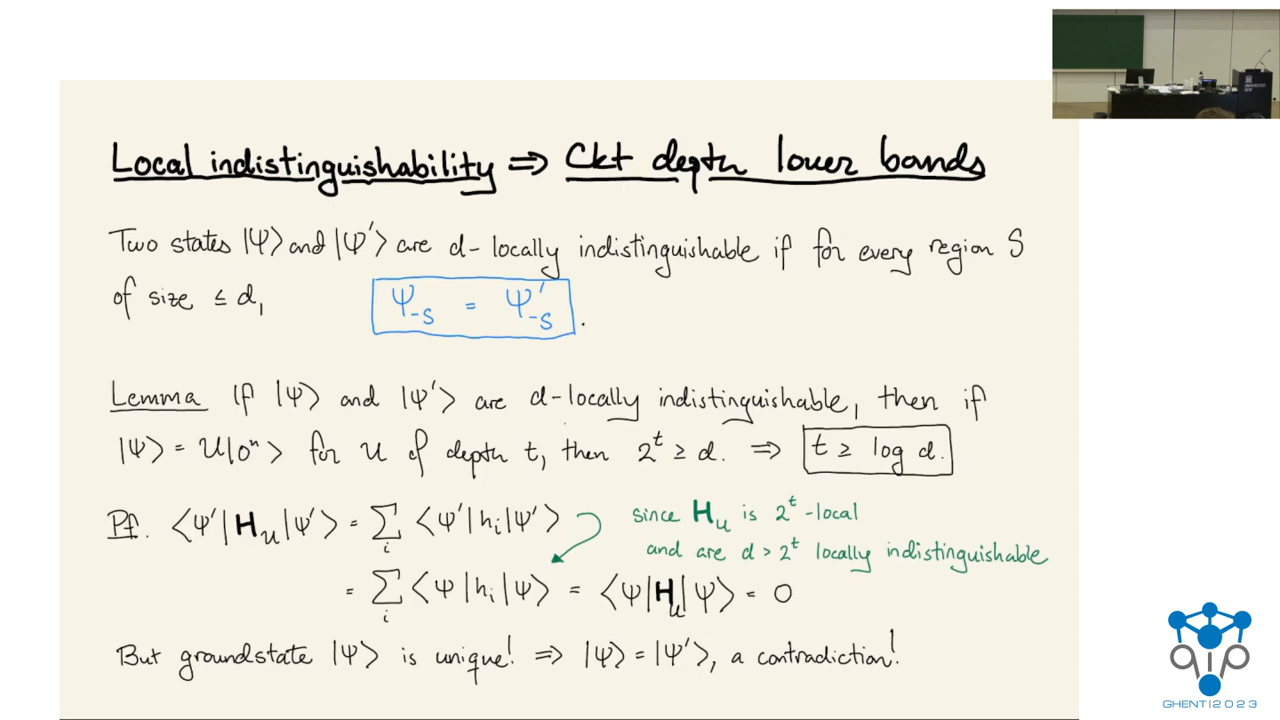 Local indistinguishability ⇒ Ckt depth lower bands
Two states |Ψ⟩ and |Ψ'⟩ are d-locally indistinguishable if for every region S
of size ≤ d, Ψ_{-S} = Ψ'_{-S}.
Lemma If |Ψ⟩ and |Ψ'⟩ are d-locally indistinguishable, then if
|Ψ⟩ = U|0^n⟩ for U of depth t, then 2^t ≥ d. ⇒ t ≥ log d.
Pf. ⟨Ψ'|H_u|Ψ'⟩ = Σ_i ⟨Ψ'|h_i|Ψ'⟩
since H_u is 2^t-local
and are d > 2^t locally indistinguishable
= Σ_i ⟨Ψ|h_i|Ψ⟩ = ⟨Ψ|H_u|Ψ⟩ = 0
But groundstate |Ψ⟩ is unique! ⇒ |Ψ⟩ = |Ψ'⟩, a contradiction!
qip
GHENT|2023